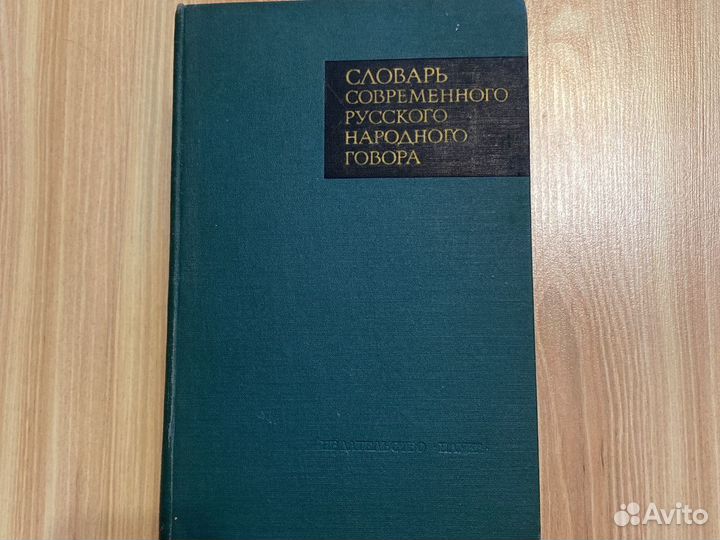 СЛОВАРЬ
СОВРЕМЕННОГО
РУССКОГО
НАРОДНОГО
ГОВОРА
ИЗДАТЕЛЬСТВО «НАУКА»
Avito